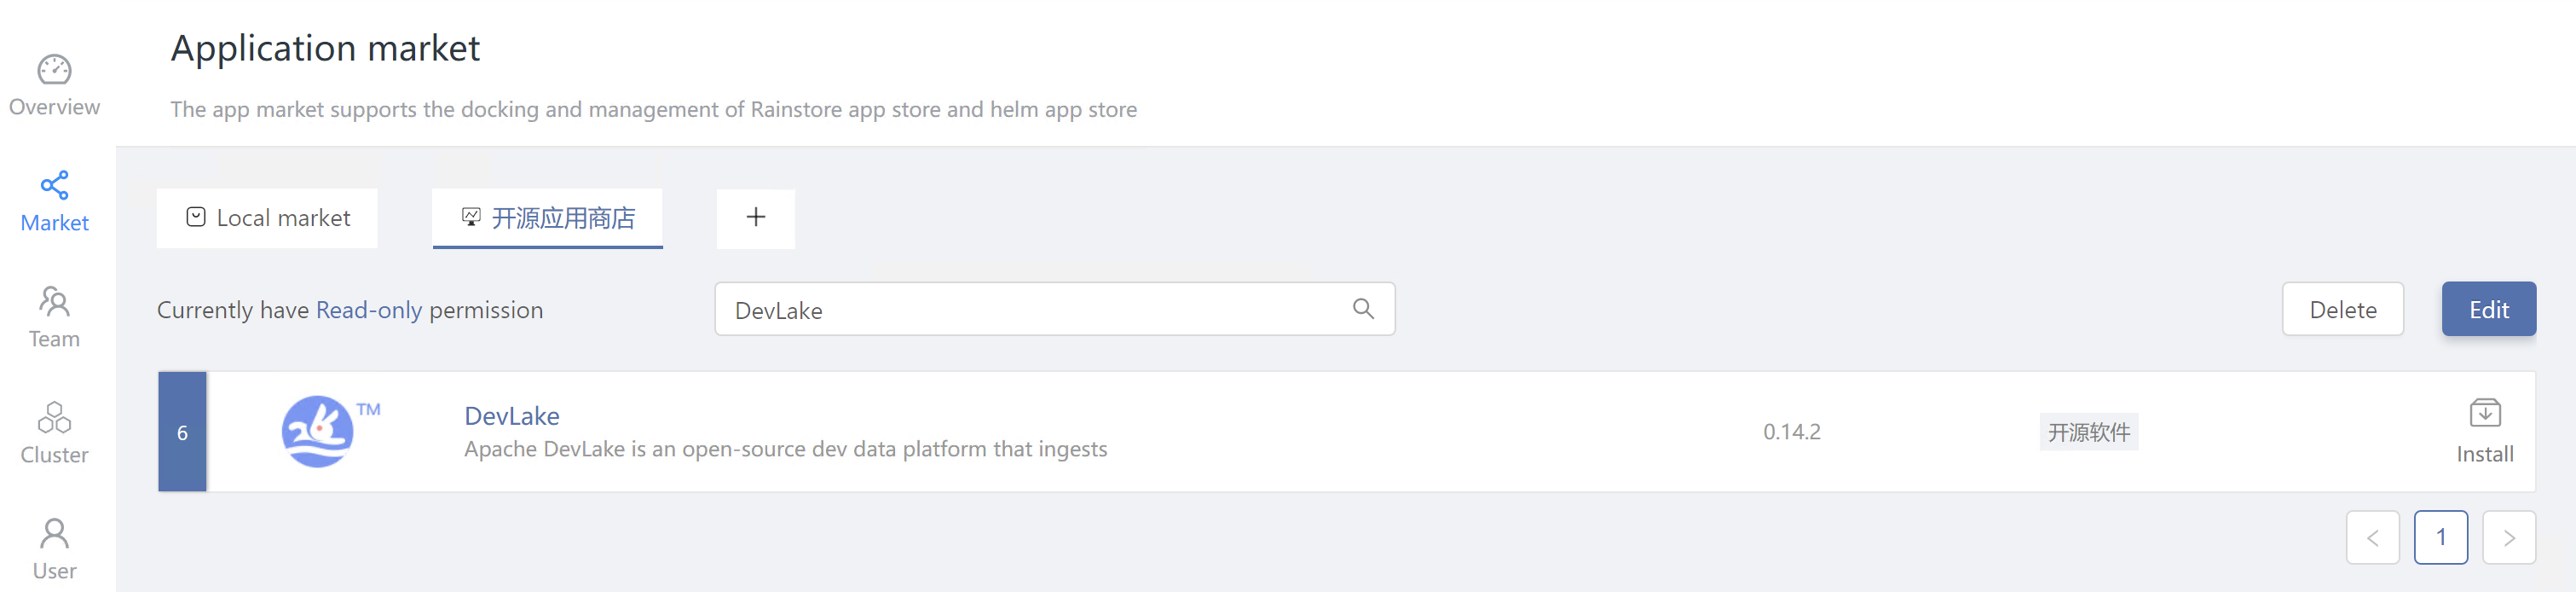 Application market
The app market supports the docking and management of Rainstore app store and helm app store
Overview
Market
Team
Cluster
User
Local market
开源应用商店
+
Currently have Read-only permission
DevLake
Delete
Edit
6
TM
DevLake
Apache DevLake is an open-source dev data platform that ingests
0.14.2
开源软件
Install
<
1
>